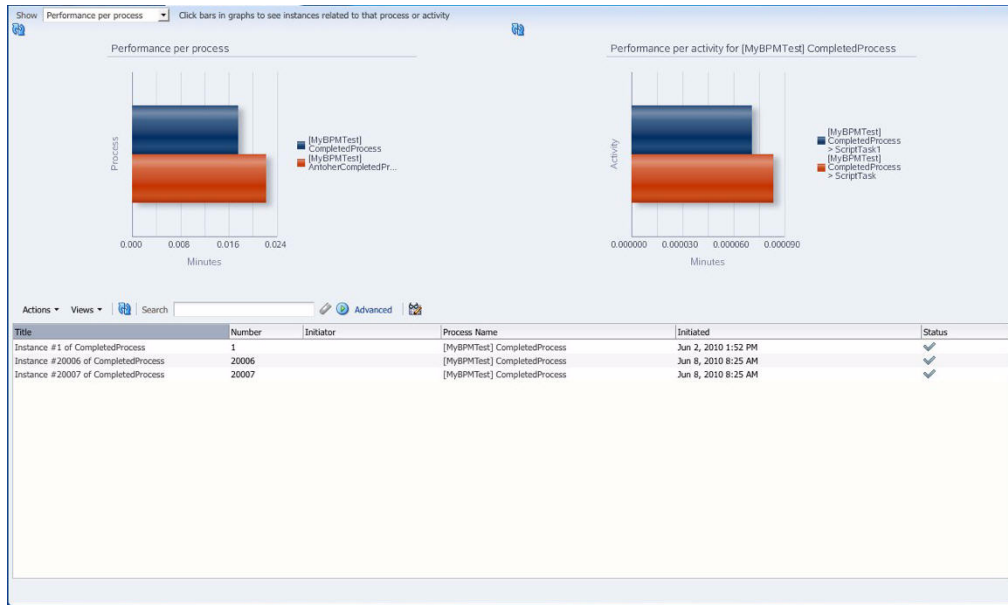 Show Performance per process Click bars in graphs to see instances related to that process or activity
Performance per process
Process
[MyBPMTest]
CompletedProcess
[MyBPMTest]
AntoherCompletedPr...
0.000 0.008 0.016 0.024
Minutes
Performance per activity for [MyBPMTest] CompletedProcess
Activity
[MyBPMTest]
CompletedProcess
> ScriptTask1
[MyBPMTest]
CompletedProcess
> ScriptTask
0.000000 0.000030 0.000060 0.000090
Minutes
Actions Views Search Advanced
Title Number Initiator Process Name Initiated Status
Instance #1 of CompletedProcess 1 [MyBPMTest] CompletedProcess Jun 2, 2010 1:52 PM
Instance #20006 of CompletedProcess 20006 [MyBPMTest] CompletedProcess Jun 8, 2010 8:25 AM
Instance #20007 of CompletedProcess 20007 [MyBPMTest] CompletedProcess Jun 8, 2010 8:25 AM